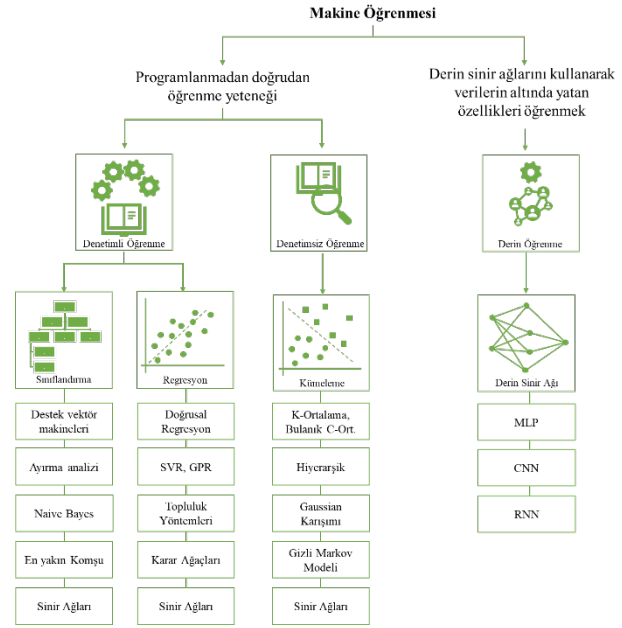 Makine Öğrenmesi
Programlanmadan doğrudan
öğrenme yeteneği
Derin sinir ağlarını kullanarak
verilerin altında yatan
özellikleri öğrenmek
Denetimli Öğrenme
Denetimsiz Öğrenme
Derin Öğrenme
Sınıflandırma
Regresyon
Kümeleme
Derin Sinir Ağı
Destek vektör
makineleri
Ayırma analizi
Naive Bayes
En yakın Komşu
Sinir Ağları
Doğrusal
Regresyon
SVR, GPR
Topluluk
Yöntemleri
Karar Ağaçları
Sinir Ağları
K-Ortalama,
Bulanık C-Ort.
Hiyerarşik
Gaussian
Karışımı
Gizli Markov
Modeli
Sinir Ağları
MLP
CNN
RNN